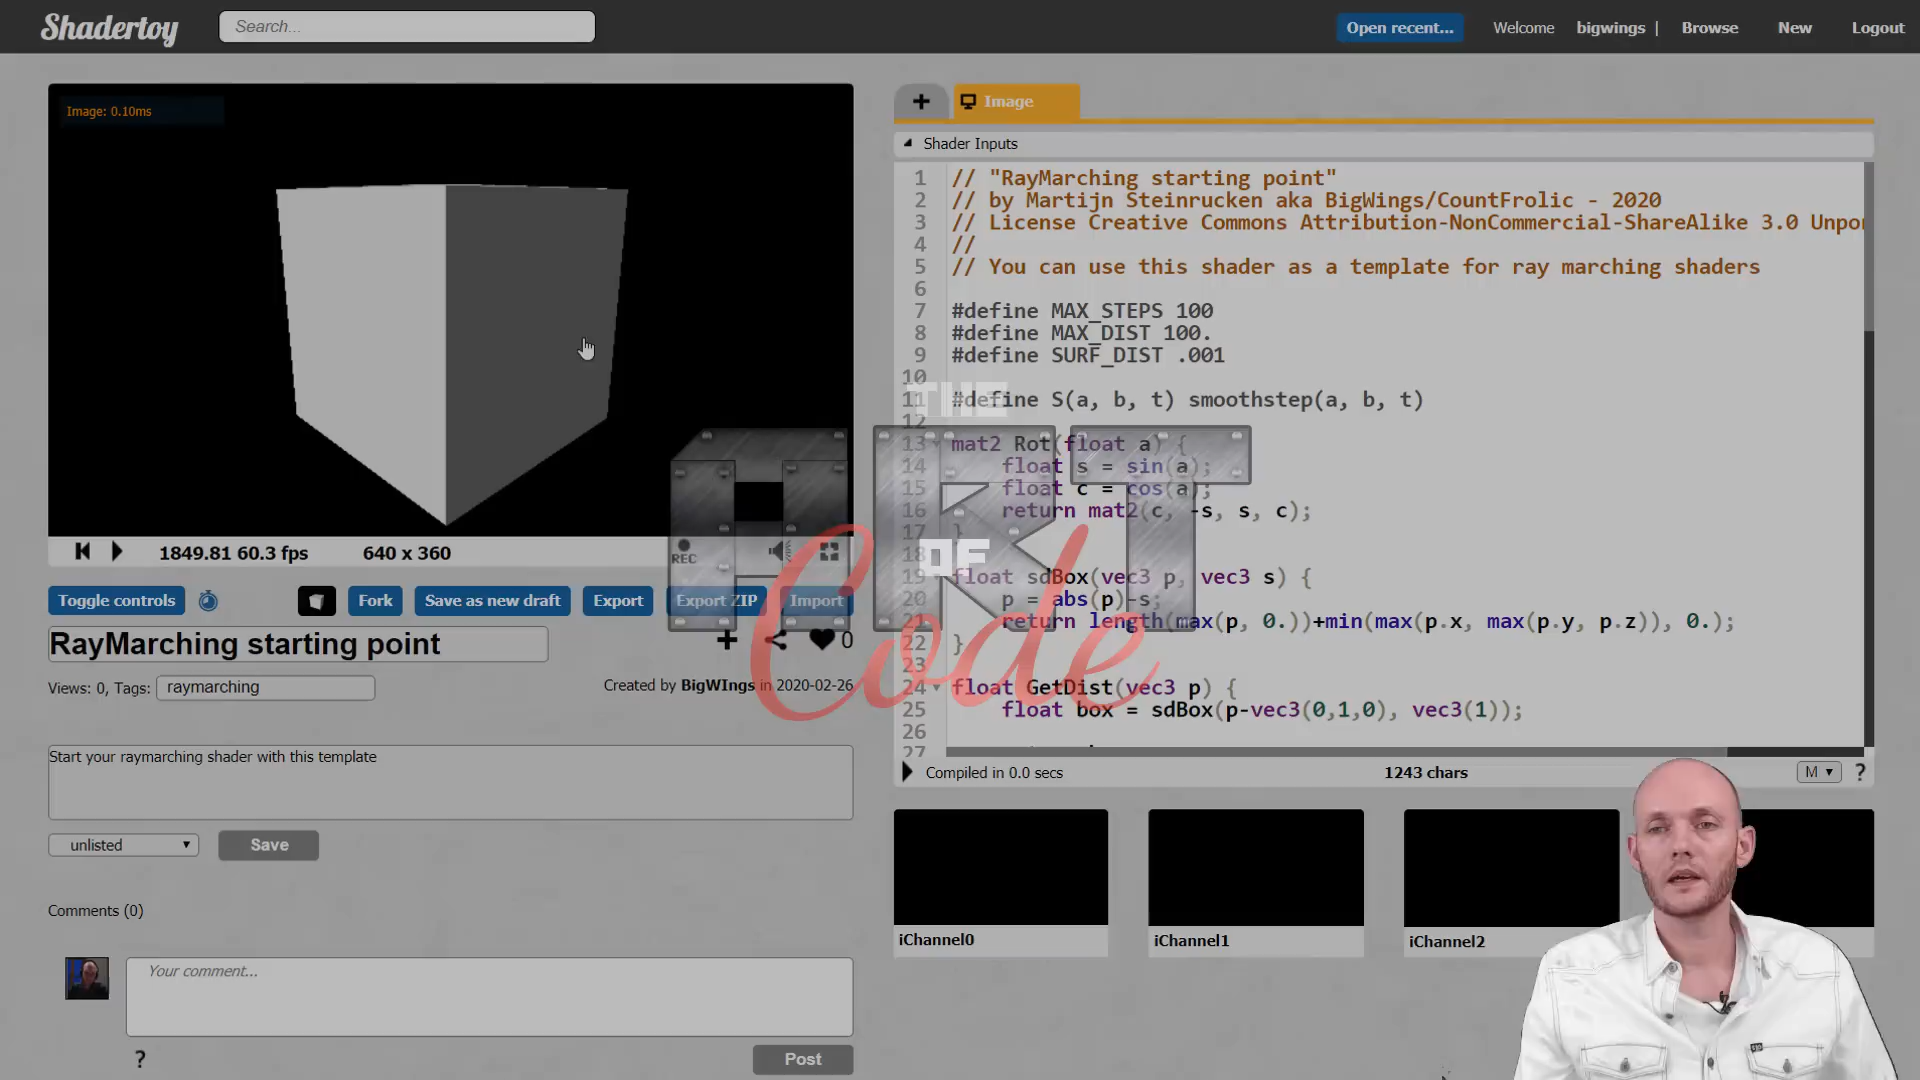 Shadertoy
Search...
Open recent...
Welcome bigwings | Browse New Logout
Image: 0.10ms
+ Image
Shader Inputs
1 // "RayMarching starting point"
2 // by Martijn Steinrucken aka BigWings/CountFrolic - 2020
3 // License Creative Commons Attribution-NonCommercial-ShareAlike 3.0 Unpor
4 //
5 // You can use this shader as a template for ray marching shaders
6
7 #define MAX_STEPS 100
8 #define MAX_DIST 100.
9 #define SURF_DIST .001
10
11 #define S(a, b, t) smoothstep(a, b, t)
12
13 mat2 Rot(float a) {
14 float s = sin(a);
15 float c = cos(a);
16 return mat2(c, -s, s, c);
17 }
18
19 float sdBox(vec3 p, vec3 s) {
20 p = abs(p)-s;
21 return length(max(p, 0.))+min(max(p.x, max(p.y, p.z)), 0.);
22 }
23
24 float GetDist(vec3 p) {
25 float box = sdBox(p-vec3(0,1,0), vec3(1));
26
27
THE
ART
OF
Code
1849.81 60.3 fps 640 x 360
REC
Toggle controls
Fork
Save as new draft
Export
Export ZIP
Import
RayMarching starting point
+ 0
Views: 0, Tags: raymarching
Created by BigWIngs in 2020-02-26
Start your raymarching shader with this template
unlisted
Save
Compiled in 0.0 secs
1243 chars
M
?
iChannel0
iChannel1
iChannel2
Comments (0)
Your comment...
?
Post